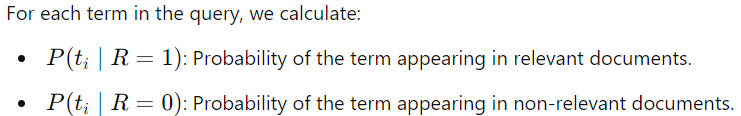 For each term in the query, we calculate:
• P(tᵢ | R = 1): Probability of the term appearing in relevant documents.
• P(tᵢ | R = 0): Probability of the term appearing in non-relevant documents.